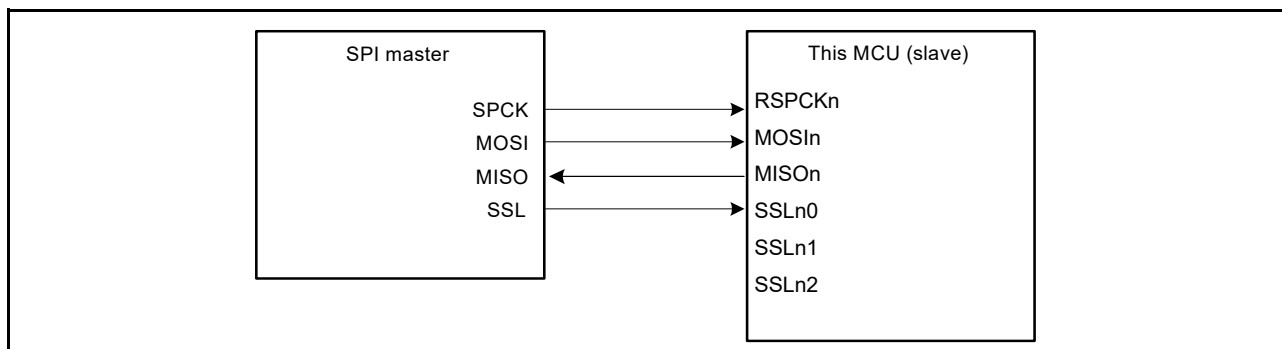 SPI master
SPCK
MOSI
MISO
SSL
This MCU (slave)
RSPCKn
MOSIn
MISOn
SSLn0
SSLn1
SSLn2